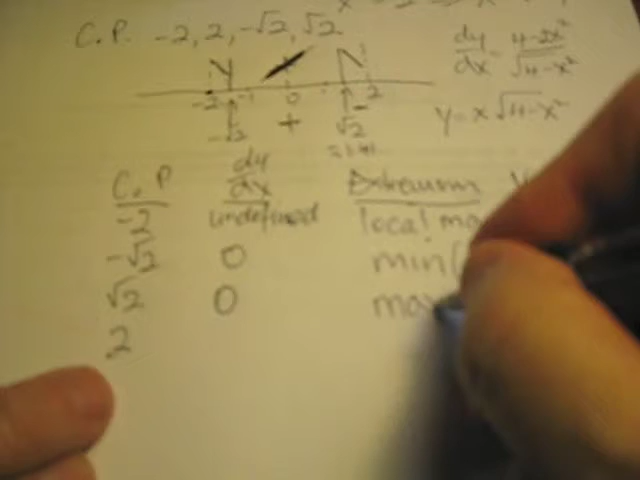 C.P. -2, 2, -√2, √2
dy/dx = 4-2x²/√4-x²
-2 -1 0 2
-√2 + √2
y=x√4-x²
C.P dy/dx Extremum
-2 undefined local ma
-√2 0 min(
√2 0 max
2